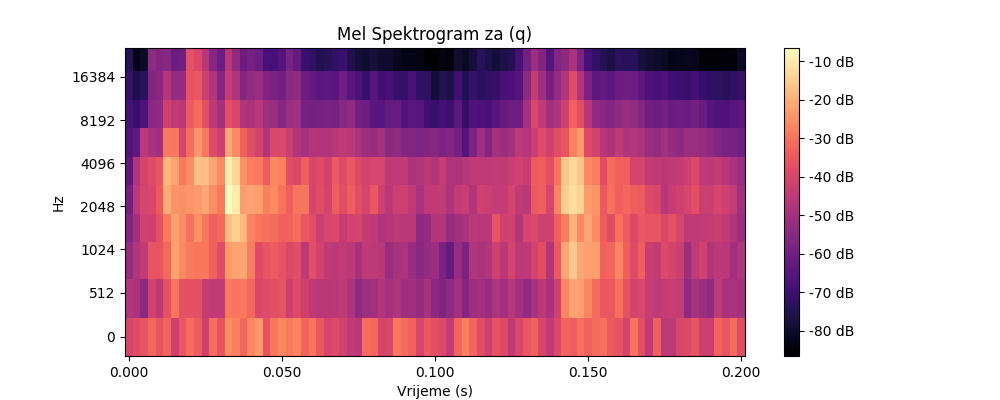 Mel Spektrogram za (q)
Hz
16384
8192
4096
2048
1024
512
0
0.000
0.050
0.100
0.150
0.200
Vrijeme (s)
-10 dB
-20 dB
-30 dB
-40 dB
-50 dB
-60 dB
-70 dB
-80 dB